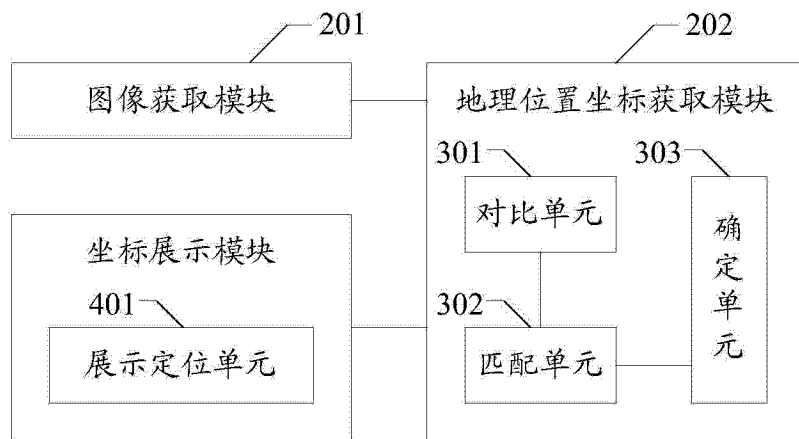 201
202
图像获取模块
地理位置坐标获取模块
301
303
对比单元
确定单元
坐标展示模块
401
302
展示定位单元
匹配单元